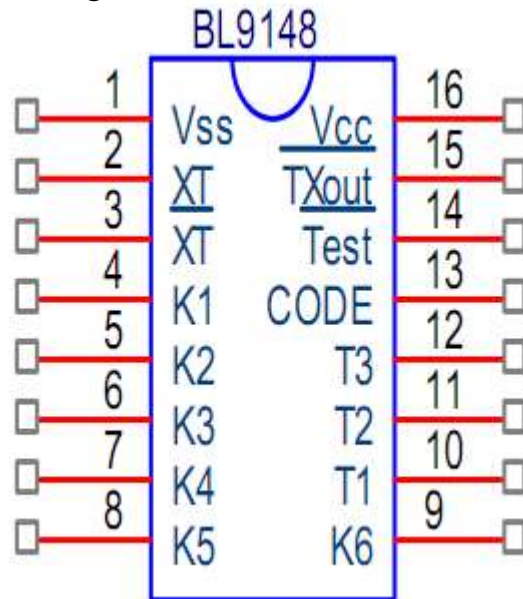 BL9148
1 Vss Vcc 16
2 XT TXout 15
3 XT Test 14
4 K1 CODE 13
5 K2 T3 12
6 K3 T2 11
7 K4 T1 10
8 K5 K6 9